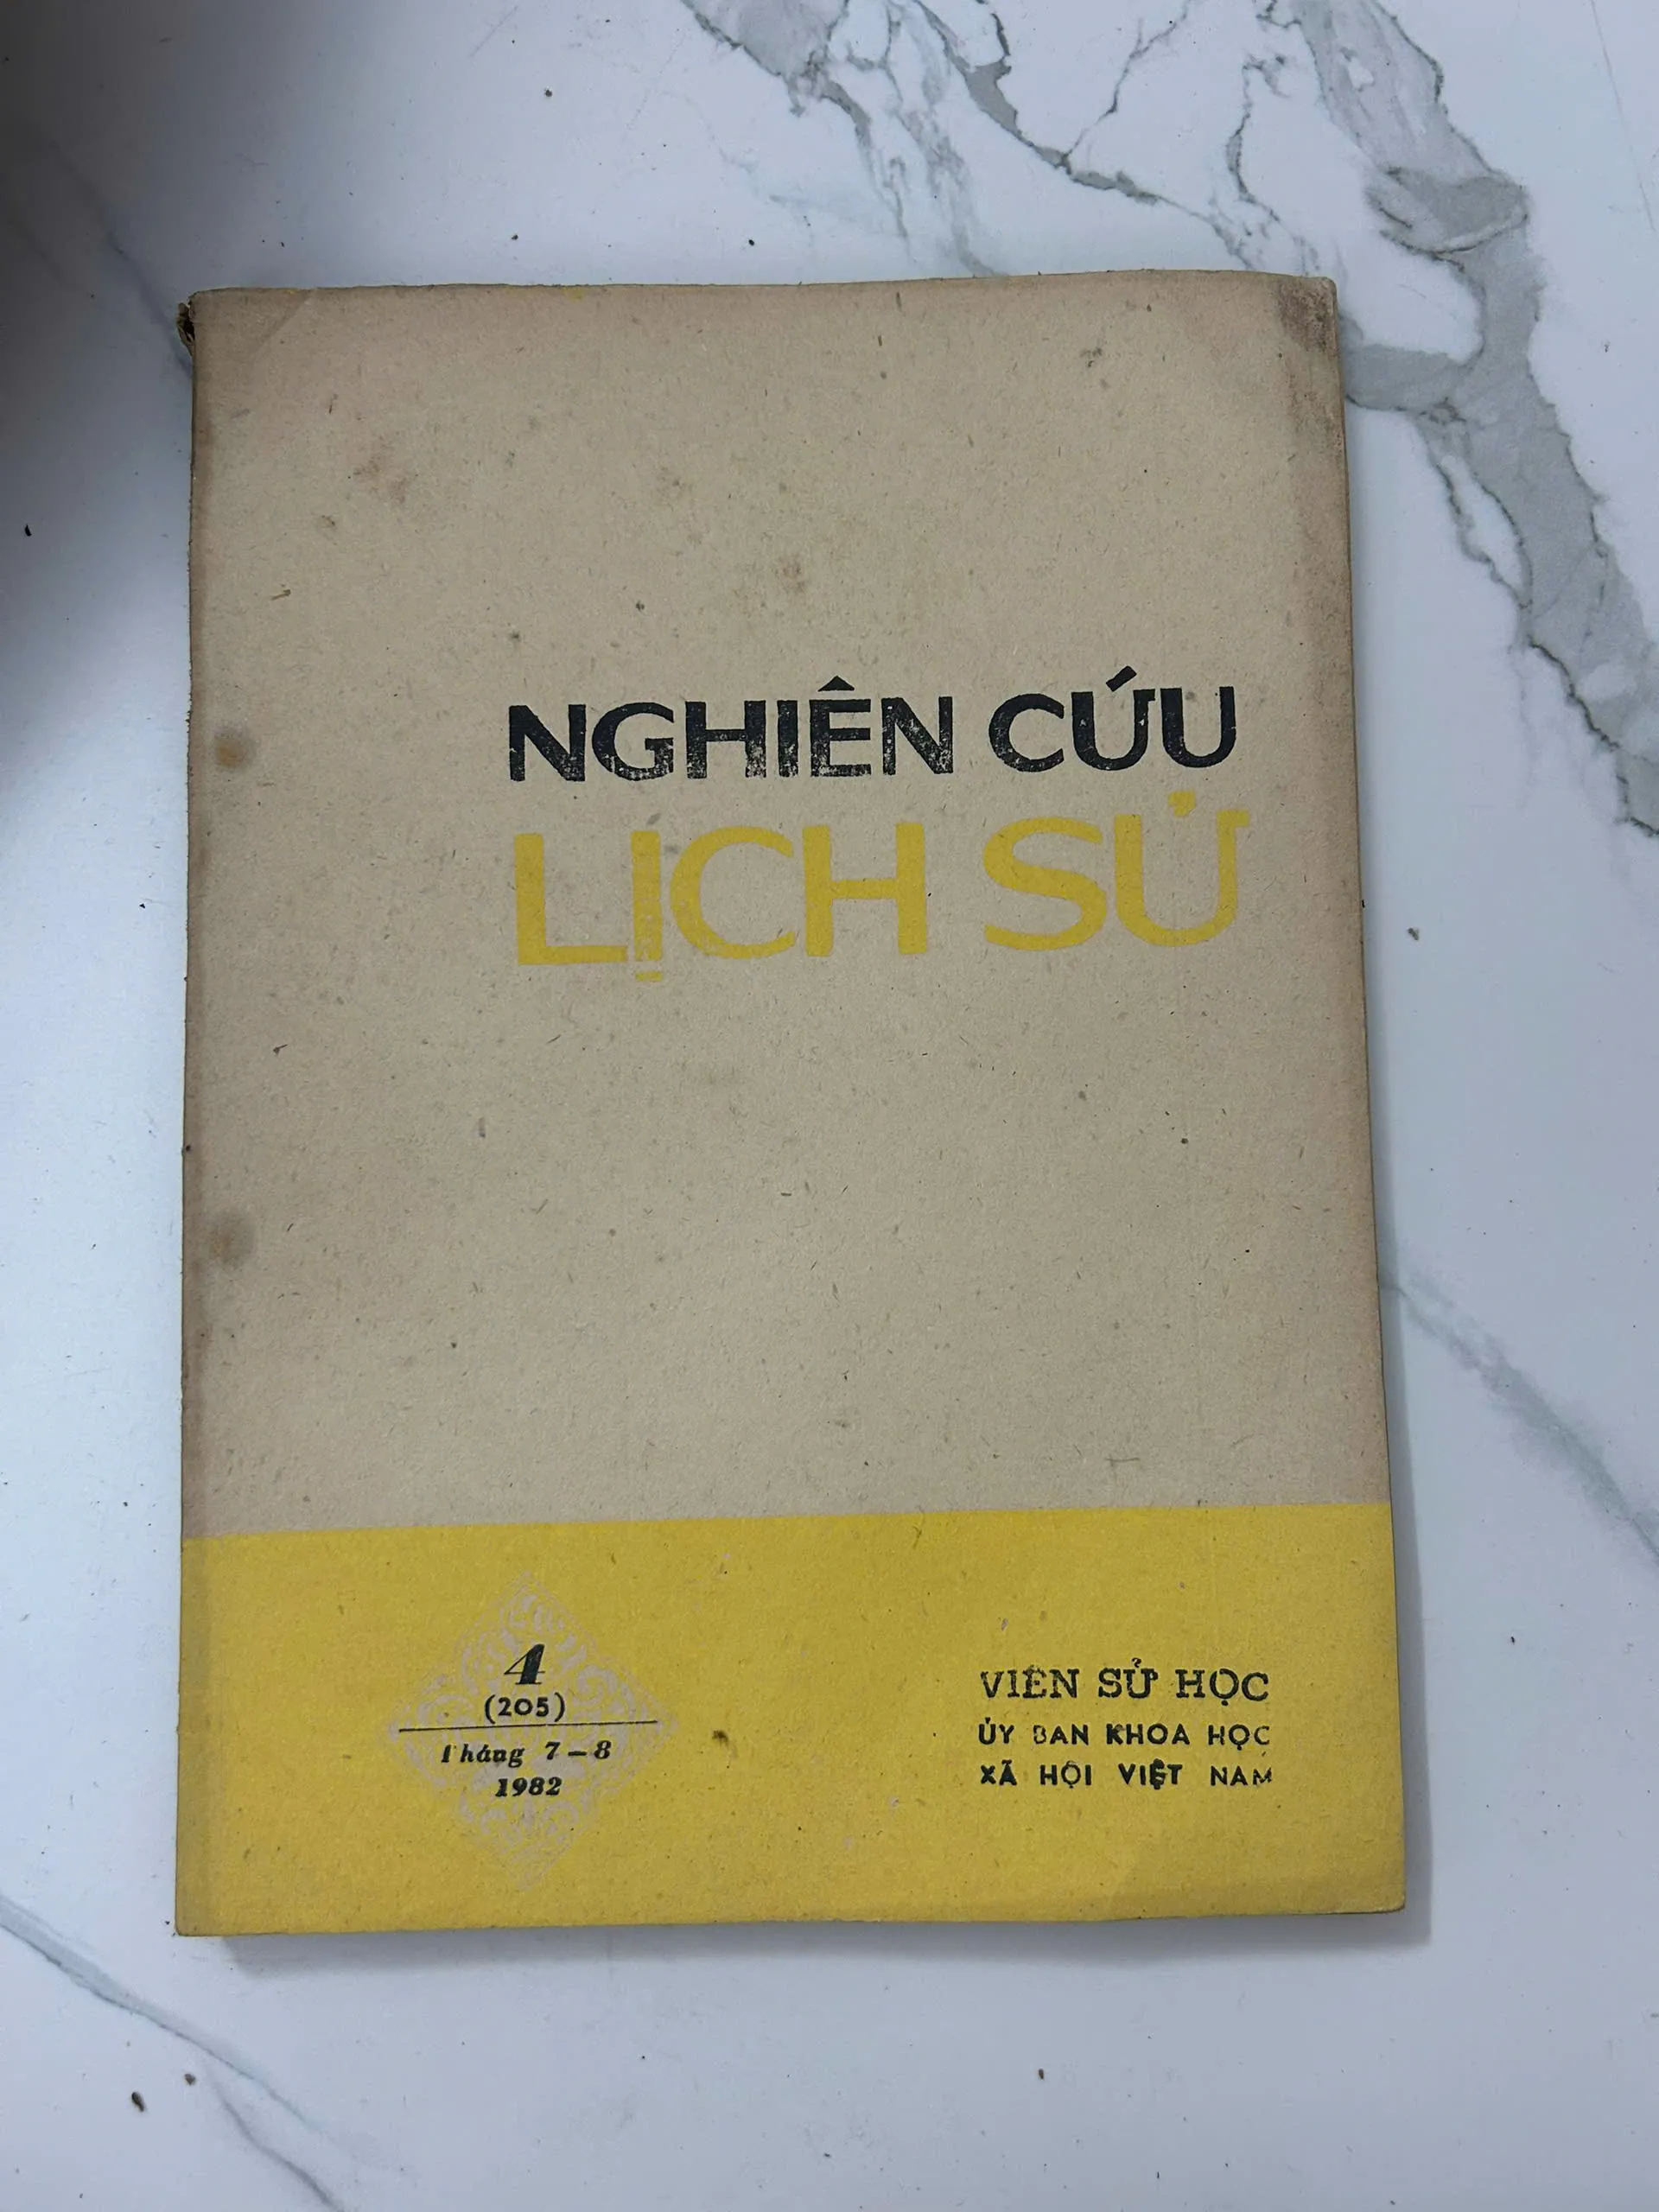 NGHIÊN CỨU
LỊCH SỬ
4
(205)
Tháng 7-8
1982
VIỆN SỬ HỌC
ỦY BAN KHOA HỌC
XÃ HỘI VIỆT NAM